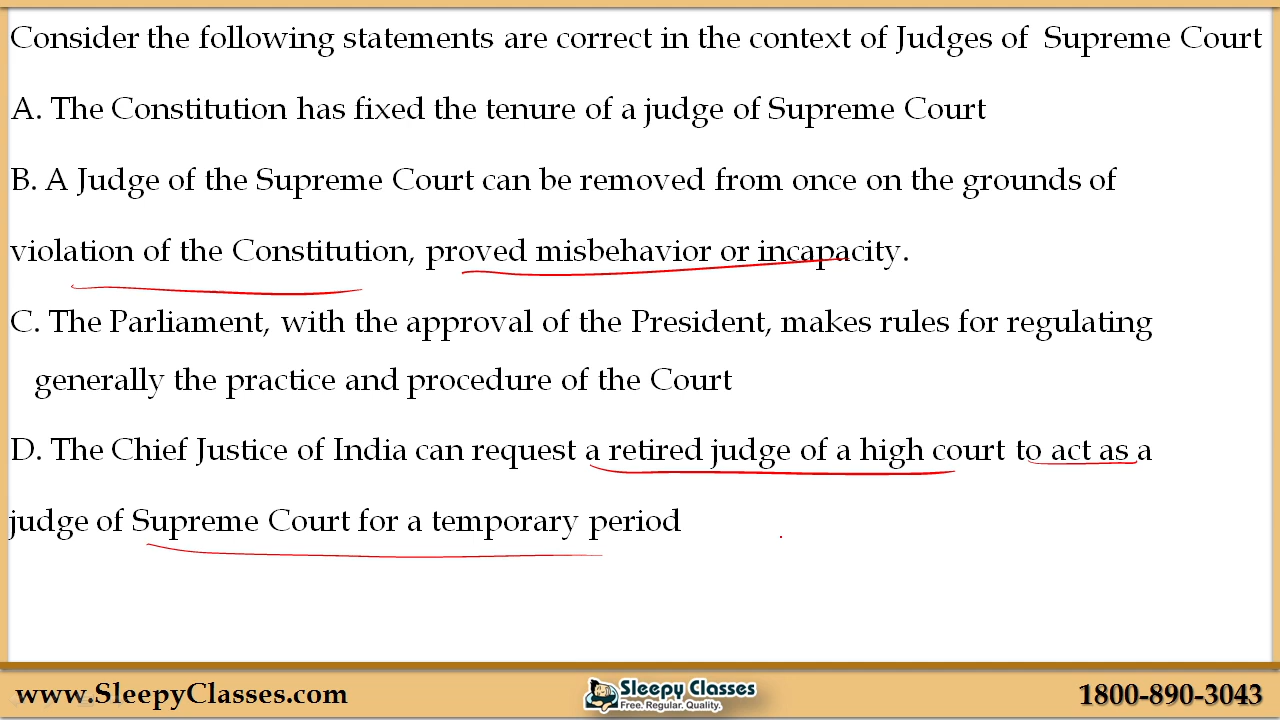 Consider the following statements are correct in the context of Judges of Supreme Court
A. The Constitution has fixed the tenure of a judge of Supreme Court
B. A Judge of the Supreme Court can be removed from once on the grounds of
violation of the Constitution, proved misbehavior or incapacity.
C. The Parliament, with the approval of the President, makes rules for regulating
generally the practice and procedure of the Court
D. The Chief Justice of India can request a retired judge of a high court to act as a
judge of Supreme Court for a temporary period
www.SleepyClasses.com
Sleepy Classes
Free. Regular. Quality.
1800-890-3043